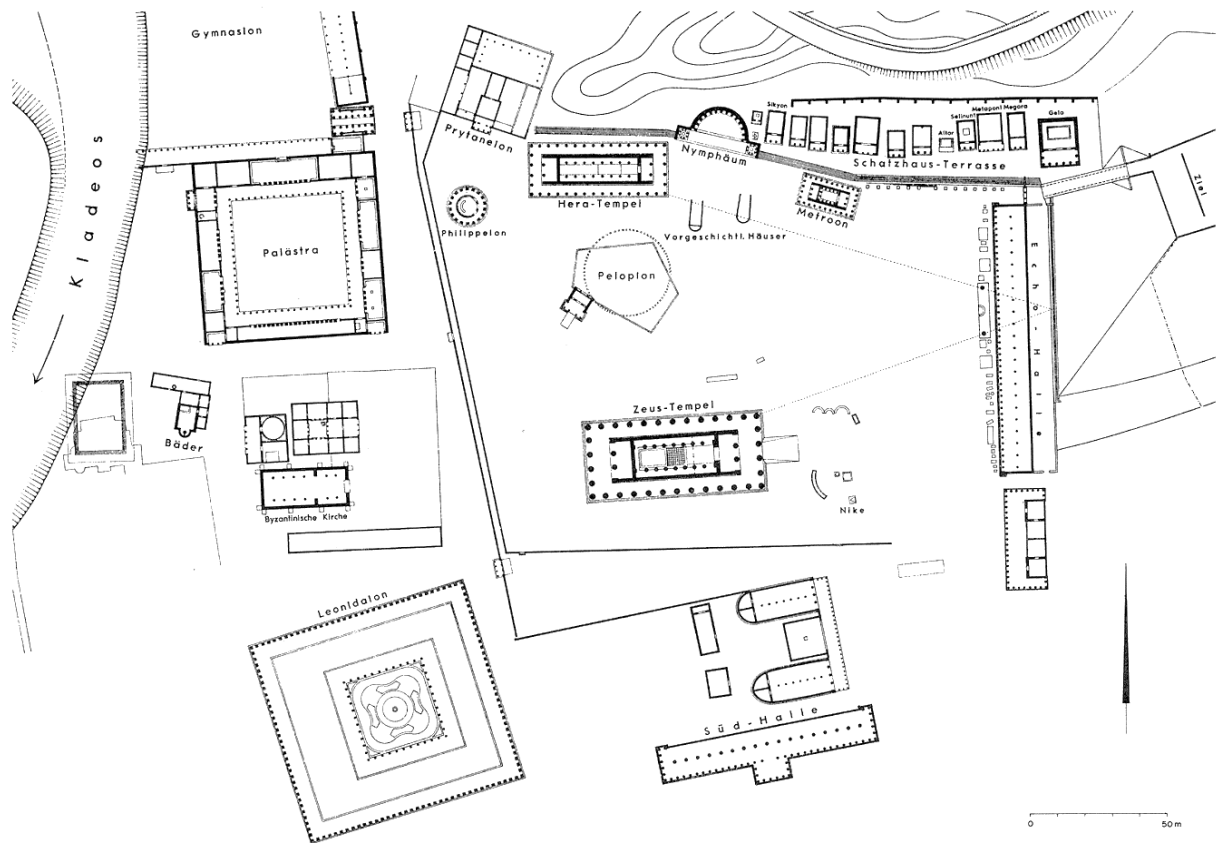 Gymnasion
Kladeos
Palästra
Prytaneion
Philippeion
Hera-Tempel
Nymphäum
Sikyon
Altar
Selinunt
Metapont
Megara
Gela
Schatzhaus-Terrasse
Metroon
Vorgeschichtl. Häuser
Pelopion
Ziel
Echo-Halle
Bäder
Byzantinische Kirche
Zeus-Tempel
Nike
Leonidaion
C
Süd-Halle
0 50 m